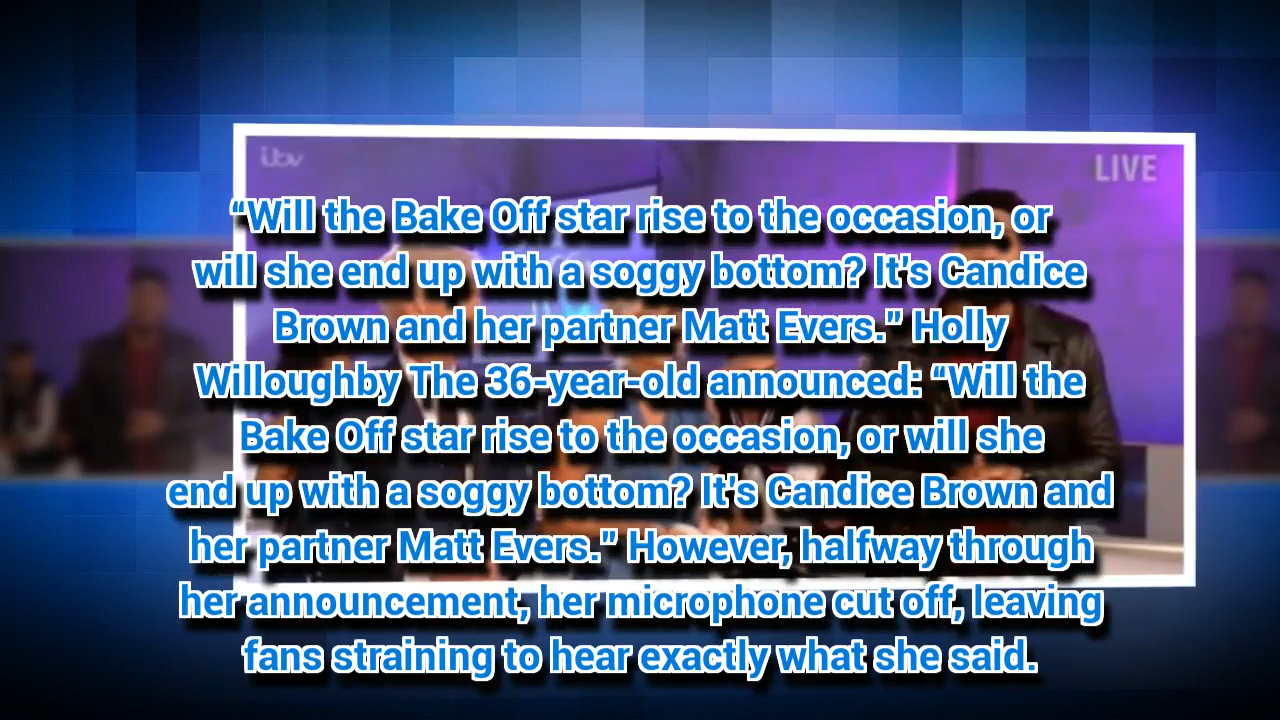 itv
LIVE
“Will the Bake Off star rise to the occasion, or
will she end up with a soggy bottom? It’s Candice
Brown and her partner Matt Evers.” Holly
Willoughby The 36-year-old announced: “Will the
Bake Off star rise to the occasion, or will she
end up with a soggy bottom? It’s Candice Brown and
her partner Matt Evers.” However, halfway through
her announcement, her microphone cut off, leaving
fans straining to hear exactly what she said.